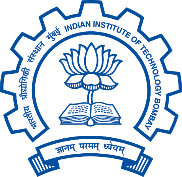 भारतीय प्रौद्योगिकी संस्थान मुंबई
INDIAN INSTITUTE OF TECHNOLOGY BOMBAY
ज्ञानम् परमम् ध्येयम्